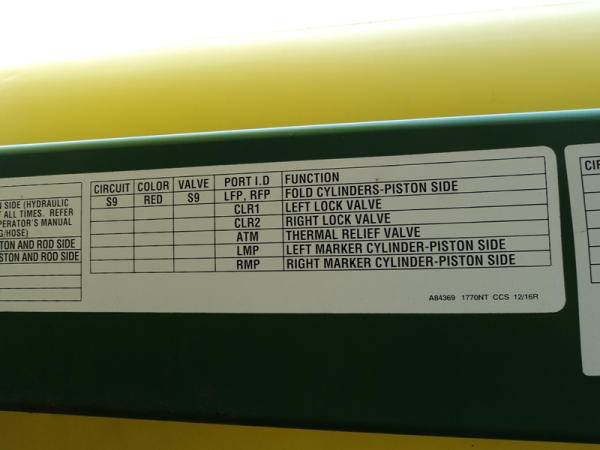 N SIDE (HYDRAULIC
T ALL TIMES. REFER
PERATOR'S MANUAL
G/HOSE)
STON AND ROD SIDE
STON AND ROD SIDE
CIRCUIT COLOR VALVE PORT I.D FUNCTION
S9 RED S9 LFP, RFP FOLD CYLINDERS-PISTON SIDE
CLR1 LEFT LOCK VALVE
CLR2 RIGHT LOCK VALVE
ATM THERMAL RELIEF VALVE
LMP LEFT MARKER CYLINDER-PISTON SIDE
RMP RIGHT MARKER CYLINDER-PISTON SIDE
A84369 1770NT CCS 12/16R
CIR